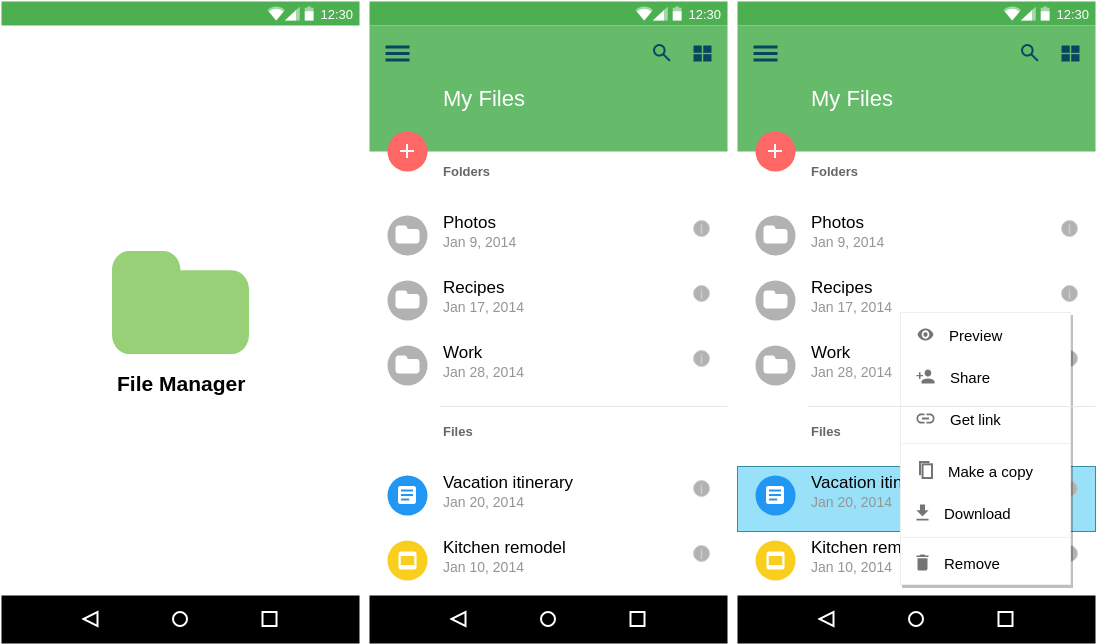 12:30
File Manager
12:30
My Files
Folders
Photos
Jan 9, 2014
Recipes
Jan 17, 2014
Work
Jan 28, 2014
Files
Vacation itinerary
Jan 20, 2014
Kitchen remodel
Jan 10, 2014
12:30
My Files
Folders
Photos
Jan 9, 2014
Recipes
Jan 17, 2014
Work
Jan 28, 2014
Files
Vacation itin
Jan 20, 2014
Kitchen rem
Jan 10, 2014
Preview
Share
Get link
Make a copy
Download
Remove